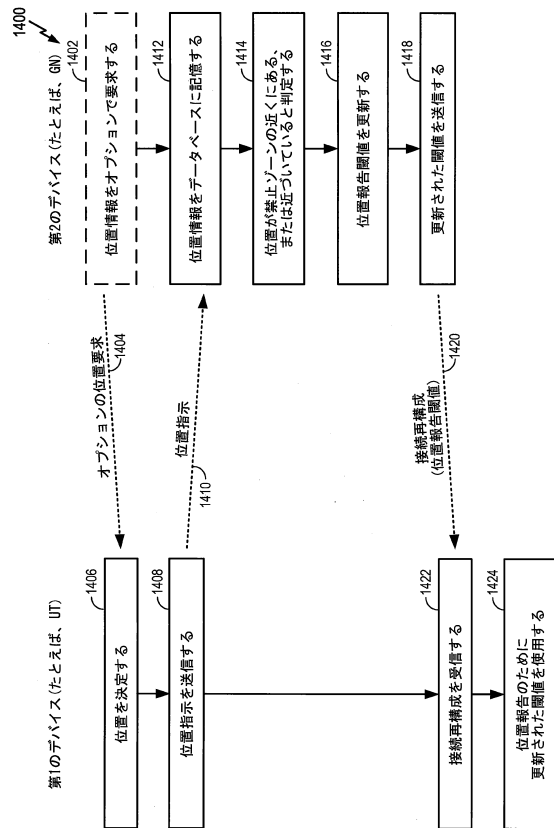 1400
第1のデバイス(たとえば、UT)
第2のデバイス(たとえば、GN)
1402
位置情報をオプションで要求する
オプションの位置要求
1404
1406
位置を決定する
1408
位置指示を送信する
位置指示
1410
1412
位置情報をデータベースに記憶する
1414
位置が禁止ゾーンの近くにある、
または近づいていると判定する
1416
位置報告閾値を更新する
1418
更新された閾値を送信する
接続再構成
(位置報告閾値)
1420
1422
接続再構成を受信する
1424
位置報告のために
更新された閾値を使用する